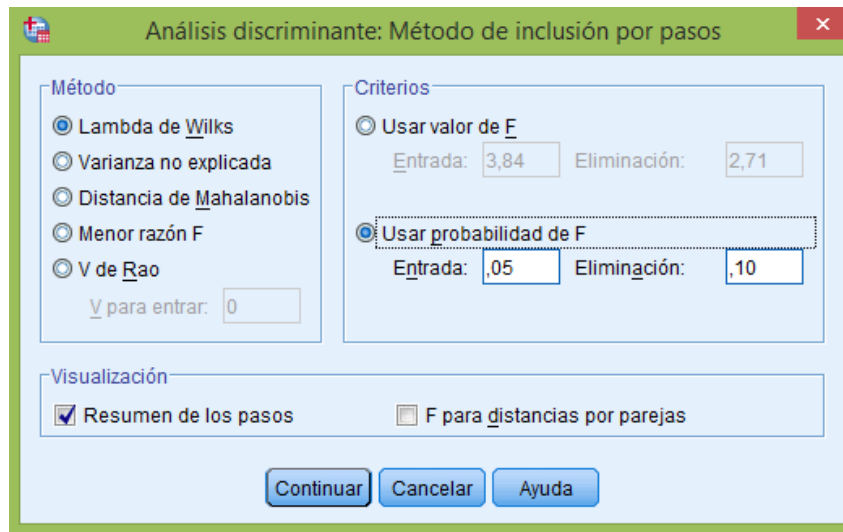 Análisis discriminante: Método de inclusión por pasos
Método
Lambda de Wilks
Varianza no explicada
Distancia de Mahalanobis
Menor razón F
V de Rao
V para entrar: 0
Criterios
Usar valor de F
Entrada: 3,84 Eliminación: 2,71
Usar probabilidad de F
Entrada: ,05 Eliminación: ,10
Visualización
Resumen de los pasos F para distancias por parejas
Continuar Cancelar Ayuda